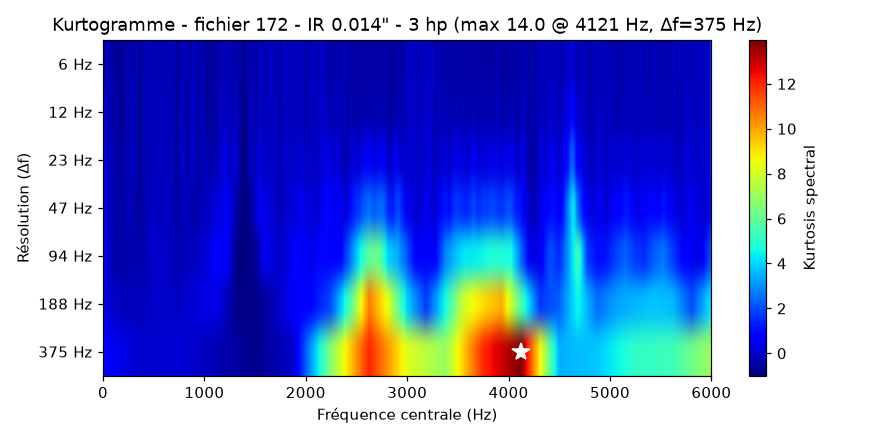 Kurtogramme - fichier 172 - IR 0.014" - 3 hp (max 14.0 @ 4121 Hz, Δf=375 Hz)
Résolution (Δf)
6 Hz
12 Hz
23 Hz
47 Hz
94 Hz
188 Hz
375 Hz
0 1000 2000 3000 4000 5000 6000
Fréquence centrale (Hz)
12
10
8
6
4
2
0
Kurtosis spectral